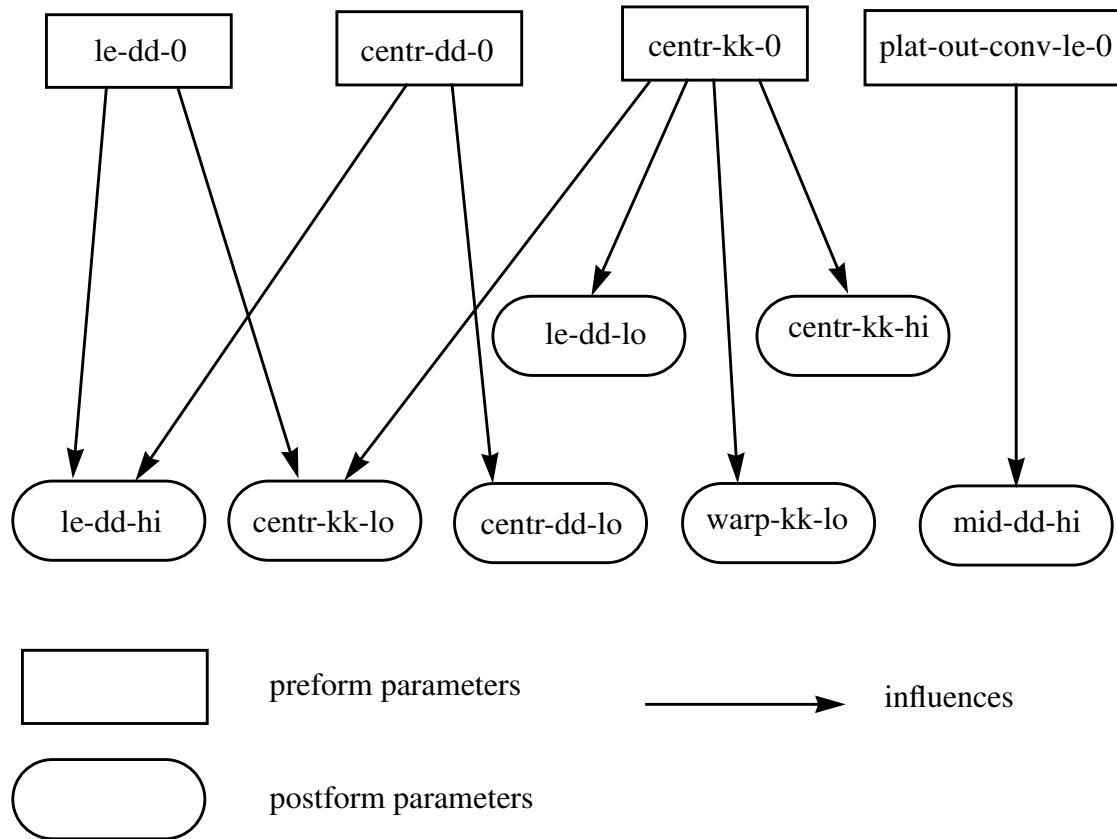 le-dd-0
centr-dd-0
centr-kk-0
plat-out-conv-le-0
le-dd-lo
centr-kk-hi
le-dd-hi
centr-kk-lo
centr-dd-lo
warp-kk-lo
mid-dd-hi
preform parameters
influences
postform parameters